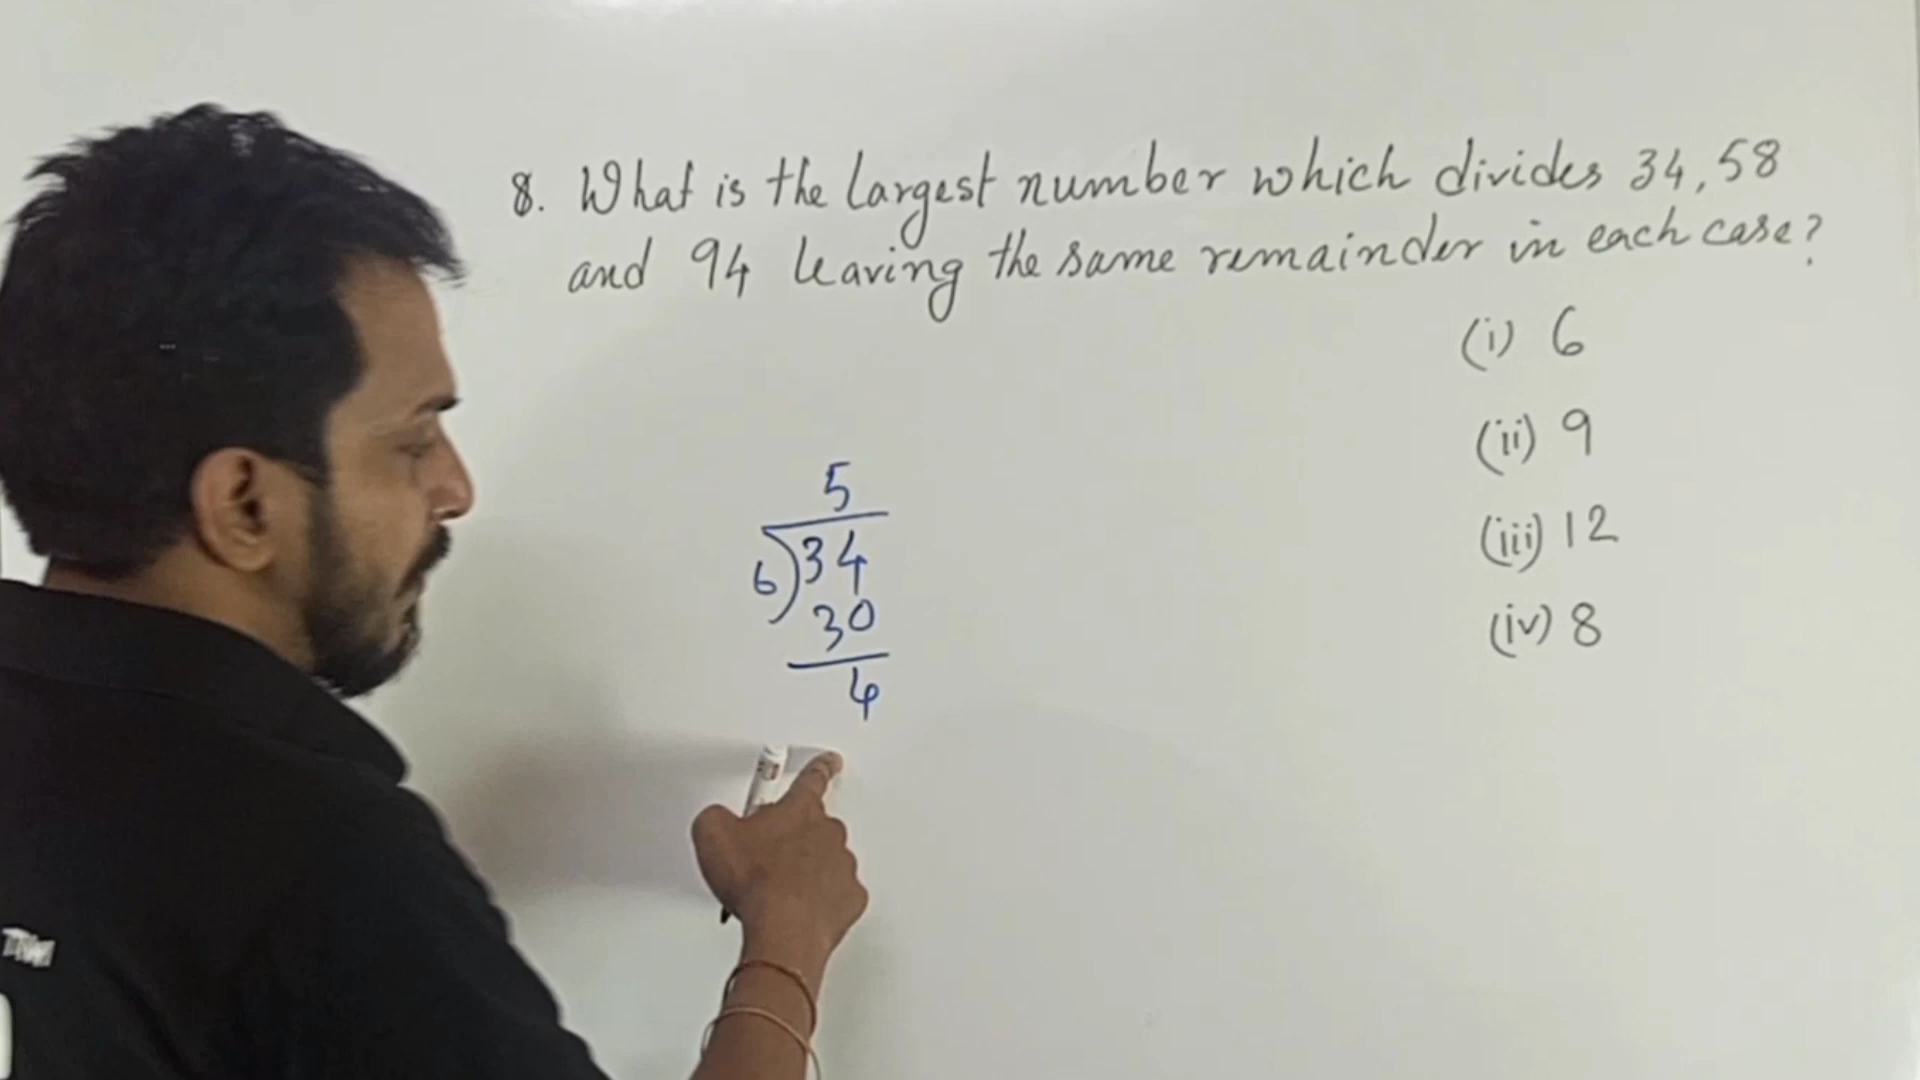 8. What is the largest number which divides 34, 58
and 94 leaving the same remainder in each case?
(i) 6
(ii) 9
(iii) 12
(iv) 8
5
6)34
30
4